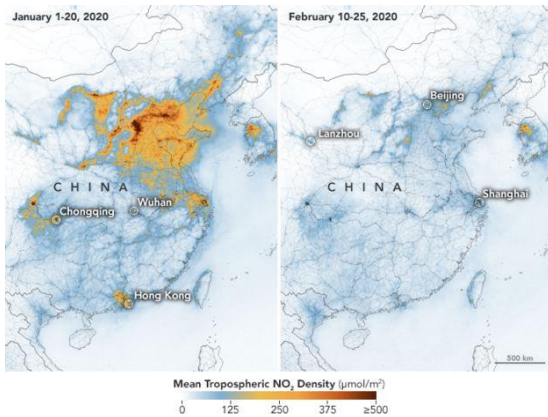 January 1-20, 2020
February 10-25, 2020
Beijing
Lanzhou
CHINA
CHINA
Chongqing
Wuhan
Shanghai
Hong Kong
500 km
Mean Tropospheric NO₂ Density (μmol/m²)
0 125 250 375 ≥500